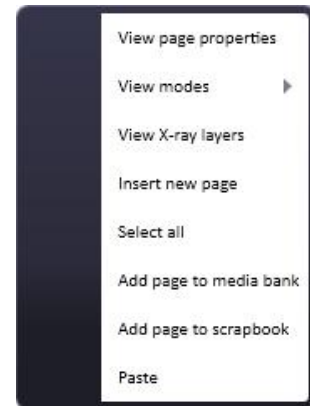 View page properties
View modes
View X-ray layers
Insert new page
Select all
Add page to media bank
Add page to scrapbook
Paste